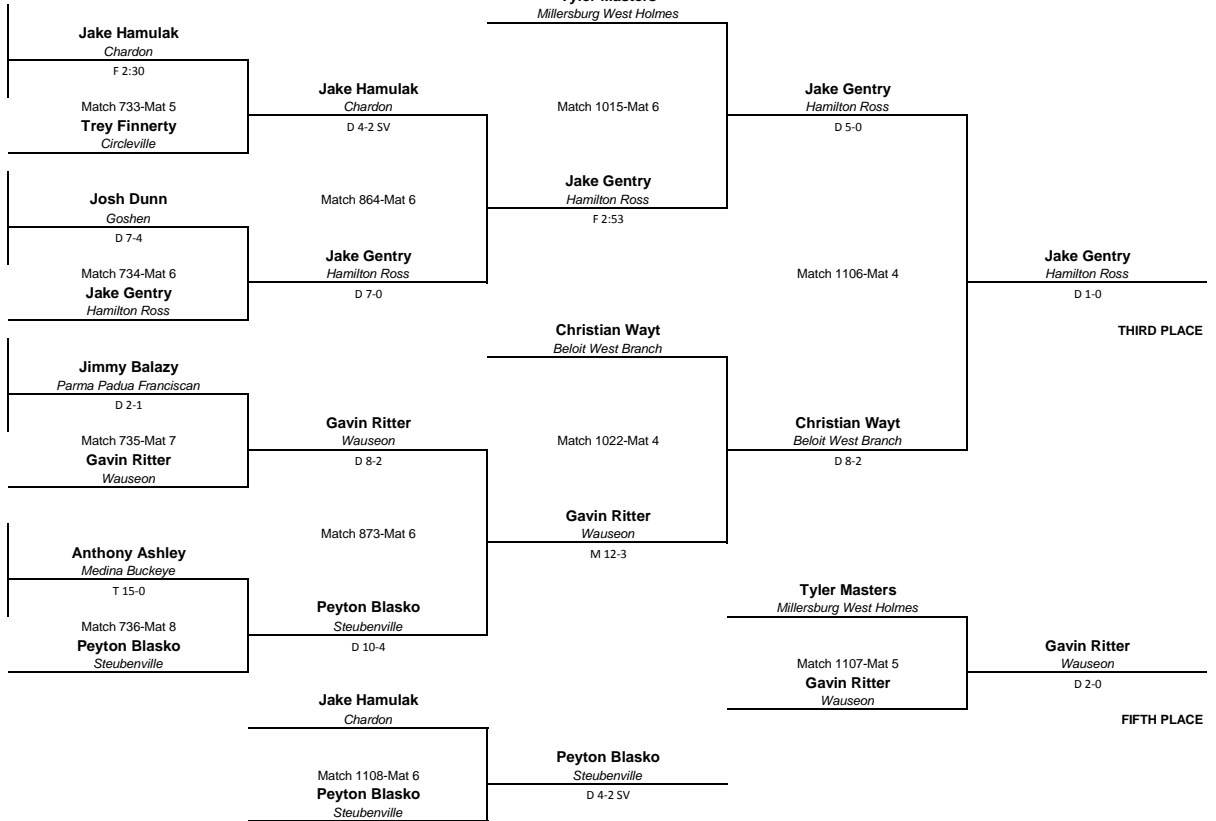 Tyler Masters
Millersburg West Holmes
Jake Hamulak
Chardon
F 2:30
Match 733-Mat 5
Trey Finnerty
Circleville
Jake Hamulak
Chardon
D 4-2 SV
Match 1015-Mat 6
Jake Gentry
Hamilton Ross
D 5-0
Josh Dunn
Goshen
D 7-4
Match 734-Mat 6
Jake Gentry
Hamilton Ross
Match 864-Mat 6
Jake Gentry
Hamilton Ross
D 7-0
Jake Gentry
Hamilton Ross
F 2:53
Match 1106-Mat 4
Jake Gentry
Hamilton Ross
D 1-0
THIRD PLACE
Christian Wayt
Beloit West Branch
Jimmy Balazy
Parma Padua Franciscan
D 2-1
Match 735-Mat 7
Gavin Ritter
Wauseon
Gavin Ritter
Wauseon
D 8-2
Match 1022-Mat 4
Christian Wayt
Beloit West Branch
D 8-2
Match 873-Mat 6
Gavin Ritter
Wauseon
M 12-3
Anthony Ashley
Medina Buckeye
T 15-0
Match 736-Mat 8
Peyton Blasko
Steubenville
Peyton Blasko
Steubenville
D 10-4
Tyler Masters
Millersburg West Holmes
Match 1107-Mat 5
Gavin Ritter
Wauseon
Gavin Ritter
Wauseon
D 2-0
FIFTH PLACE
Jake Hamulak
Chardon
Match 1108-Mat 6
Peyton Blasko
Steubenville
Peyton Blasko
Steubenville
D 4-2 SV